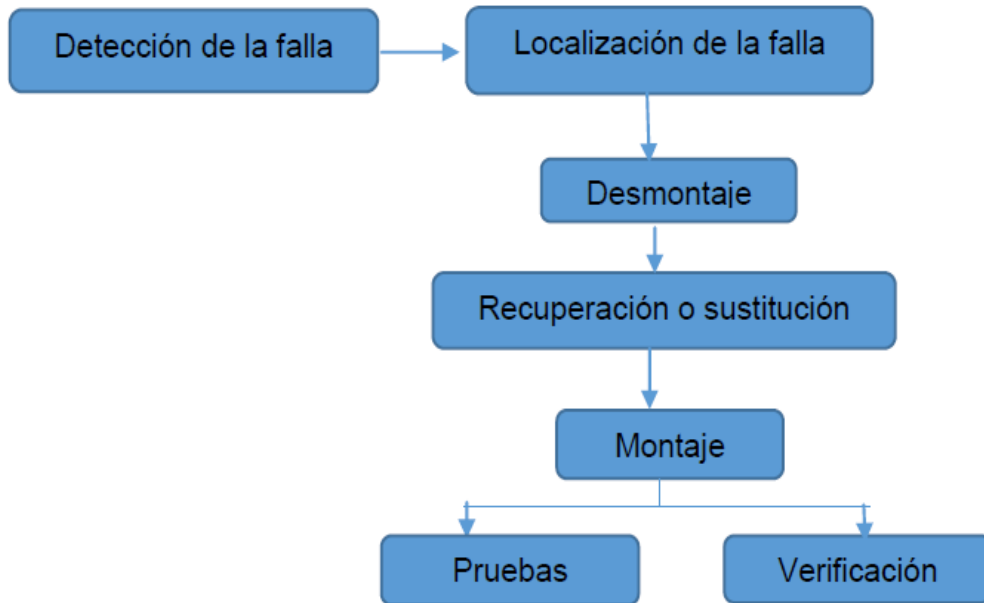 Detección de la falla
Localización de la falla
Desmontaje
Recuperación o sustitución
Montaje
Pruebas
Verificación